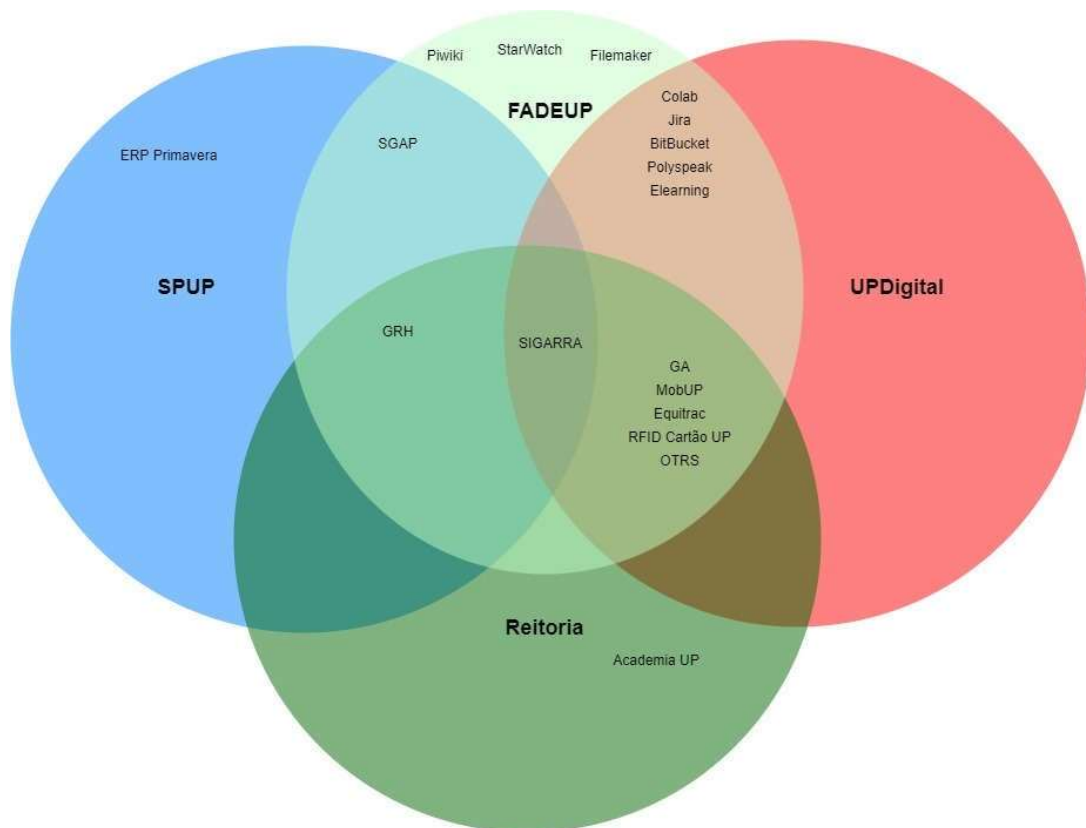 Piwiki
StarWatch
Filemaker
FADEUP
Colab
Jira
BitBucket
Polyspeak
Elearning
SGAP
ERP Primavera
SPUP
UPDigital
GRH
SIGARRA
GA
MobUP
Equitrac
RFID Cartão UP
OTRS
Reitoria
Academia UP